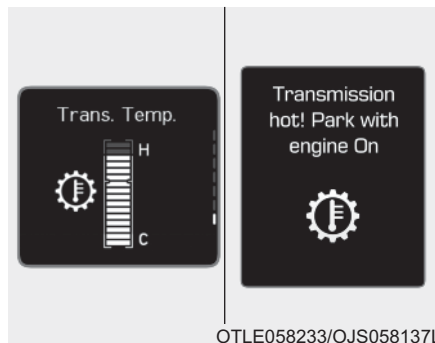 Trans. Temp.
H
C
Transmission
hot! Park with
engine On
OTLE058233/OJS058137L